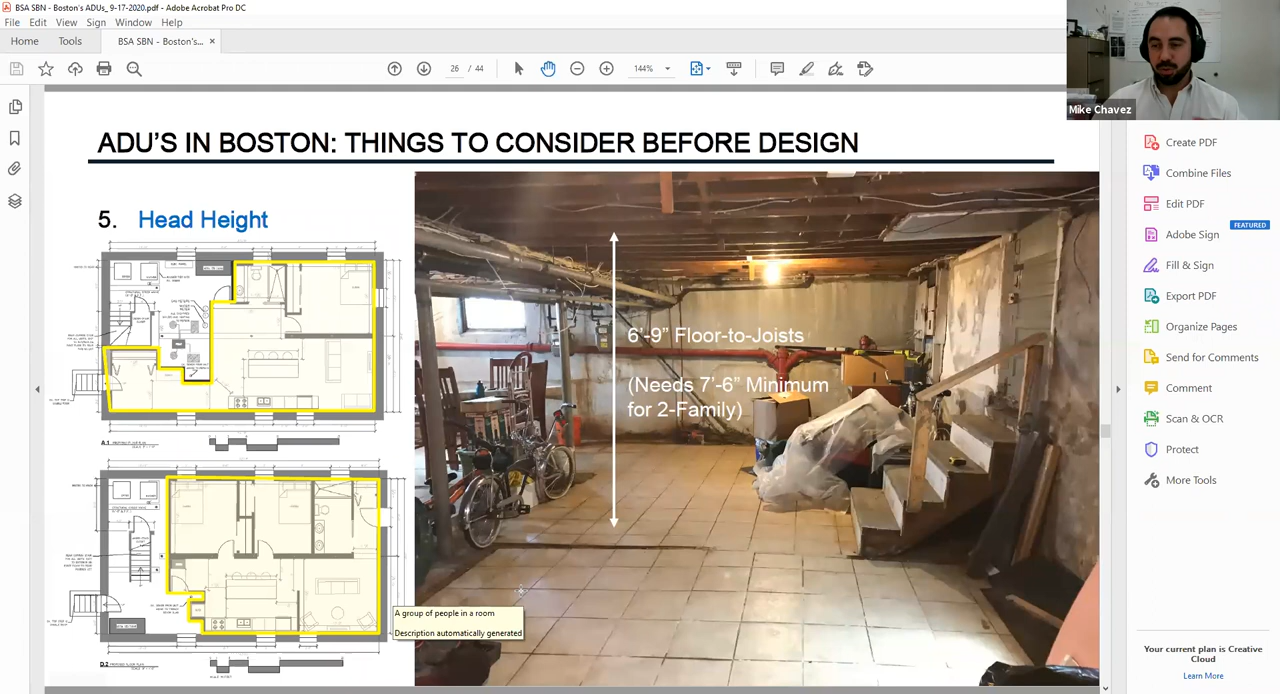 BSA SBN - Boston's ADUs_ 9-17-2020.pdf - Adobe Acrobat Pro DC
File Edit View Sign Window Help
Home Tools BSA SBN - Boston's... ×
26 / 44 144%
Mike Chavez
ADU'S IN BOSTON: THINGS TO CONSIDER BEFORE DESIGN
5. Head Height
6'-9" Floor-to-Joists
(Needs 7'-6" Minimum
for 2-Family)
A.1
D.2
A group of people in a room
Description automatically generated
Create PDF
Combine Files
Edit PDF
FEATURED
Adobe Sign
Fill & Sign
Export PDF
Organize Pages
Send for Comments
Comment
Scan & OCR
Protect
More Tools
Your current plan is Creative
Cloud
Learn More